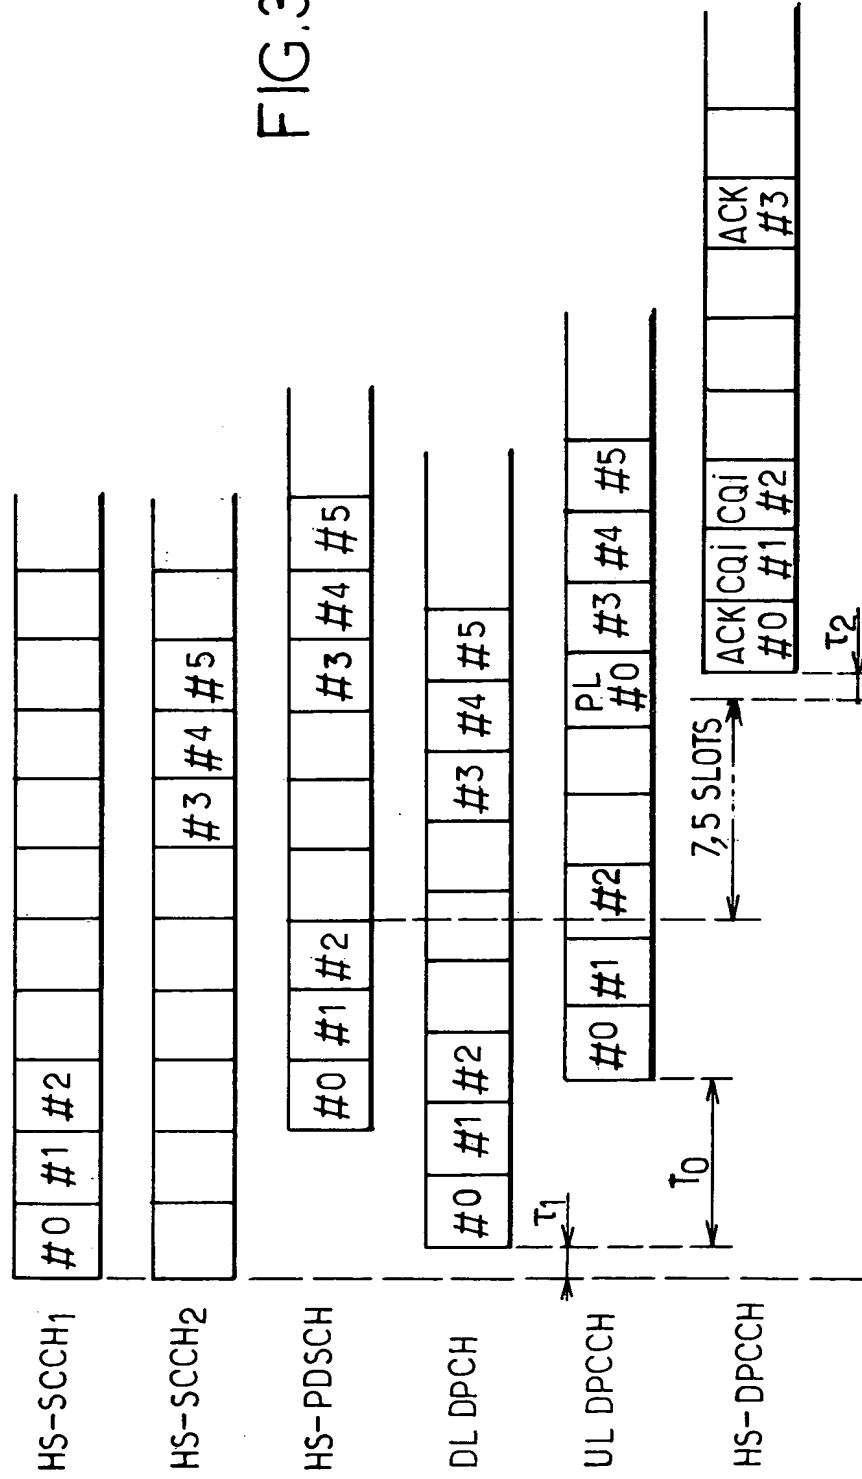 FIG.3
HS-SCCH1
#0 #1 #2
HS-SCCH2
#3 #4 #5
HS-PDSCH
#0 #1 #2 #3 #4 #5
DL DPCH
#0 #1 #2 #3 #4 #5
τ1
UL DPCCH
#0 #1 #2 PL #0 #3 #4 #5
T0
7,5 SLOTS
HS-DPCCH
ACK #0 CQi #1 CQi #2 ACK #3
τ2